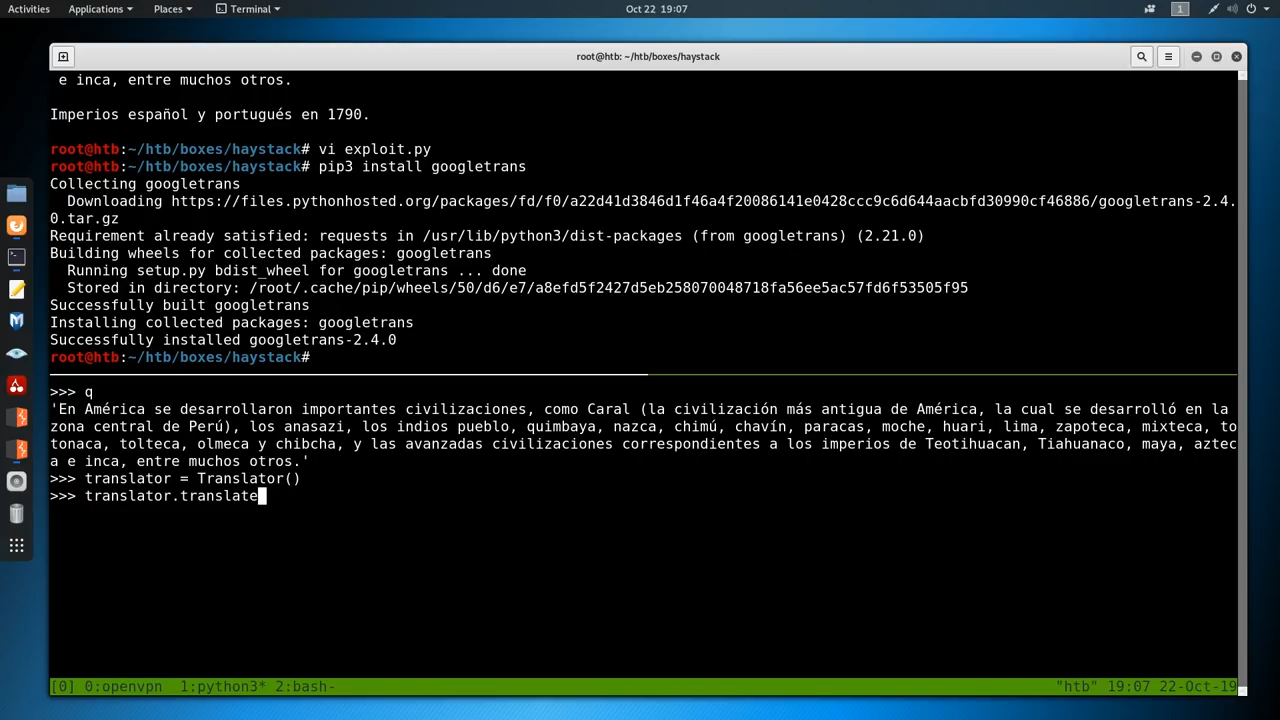 Activities Applications Places Terminal Oct 22 19:07 1
root@htb: ~/htb/boxes/haystack
e inca, entre muchos otros.
Imperios español y portugués en 1790.
root@htb:~/htb/boxes/haystack# vi exploit.py
root@htb:~/htb/boxes/haystack# pip3 install googletrans
Collecting googletrans
Downloading https://files.pythonhosted.org/packages/fd/f0/a22d41d3846d1f46a4f20086141e0428ccc9c6d644aacbfd30990cf46886/googletrans-2.4.
0.tar.gz
Requirement already satisfied: requests in /usr/lib/python3/dist-packages (from googletrans) (2.21.0)
Building wheels for collected packages: googletrans
Running setup.py bdist_wheel for googletrans ... done
Stored in directory: /root/.cache/pip/wheels/50/d6/e7/a8efd5f2427d5eb258070048718fa56ee5ac57fd6f53505f95
Successfully built googletrans
Installing collected packages: googletrans
Successfully installed googletrans-2.4.0
root@htb:~/htb/boxes/haystack#
>>> q
'En América se desarrollaron importantes civilizaciones, como Caral (la civilización más antigua de América, la cual se desarrolló en la
zona central de Perú), los anasazi, los indios pueblo, quimbaya, nazca, chimú, chavín, paracas, moche, huari, lima, zapoteca, mixteca, to
tonaca, tolteca, olmeca y chibcha, y las avanzadas civilizaciones correspondientes a los imperios de Teotihuacan, Tiahuanaco, maya, aztec
a e inca, entre muchos otros.'
>>> translator = Translator()
>>> translator.translate
[0] 0:openvpn 1:python3* 2:bash- "htb" 19:07 22-Oct-19